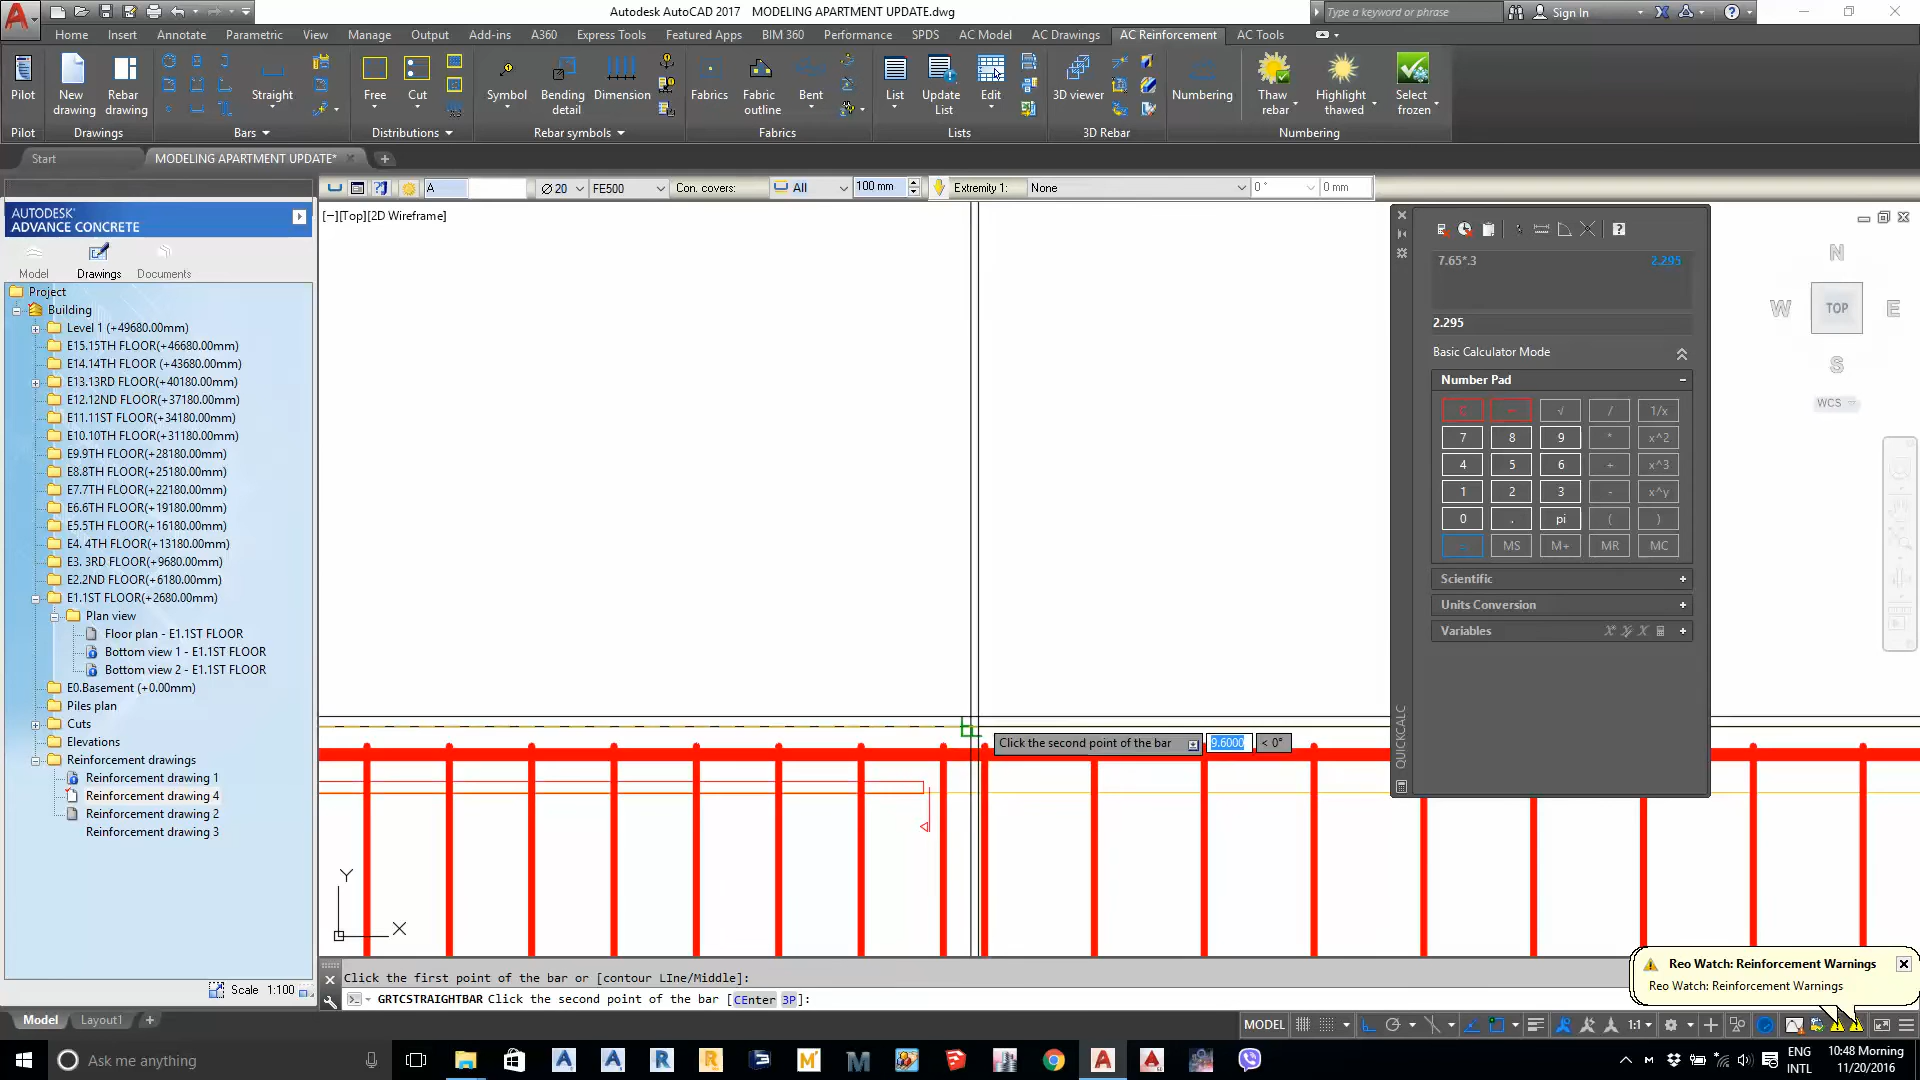 Autodesk AutoCAD 2017   MODELING APARTMENT UPDATE.dwg
Type a keyword or phrase
Sign In
Home Insert Annotate Parametric View Manage Output Add-ins A360 Express Tools Featured Apps BIM 360 Performance SPDS AC Model AC Drawings AC Reinforcement AC Tools
Pilot
New drawing
Rebar drawing
Straight
Free
Cut
Symbol
Bending detail
Dimension
Fabrics
Fabric outline
Bent
List
Update List
Edit
3D viewer
Numbering
Thaw rebar
Highlight thawed
Select frozen
Pilot Drawings Bars Distributions Rebar symbols Fabrics Lists 3D Rebar Numbering
Start
MODELING APARTMENT UPDATE*
A
Ø 20
FE500
Con. covers:
All
100 mm
Extremity 1:
None
0 °
0 mm
AUTODESK®
ADVANCE CONCRETE
Model Drawings Documents
Project
Building
Level 1 (+49680.00mm)
E15.15TH FLOOR(+46680.00mm)
E14.14TH FLOOR (+43680.00mm)
E13.13RD FLOOR(+40180.00mm)
E12.12ND FLOOR(+37180.00mm)
E11.11ST FLOOR(+34180.00mm)
E10.10TH FLOOR(+31180.00mm)
E9.9TH FLOOR(+28180.00mm)
E8.8TH FLOOR(+25180.00mm)
E7.7TH FLOOR(+22180.00mm)
E6.6TH FLOOR(+19180.00mm)
E5.5TH FLOOR(+16180.00mm)
E4. 4TH FLOOR(+13180.00mm)
E3. 3RD FLOOR(+9680.00mm)
E2.2ND FLOOR(+6180.00mm)
E1.1ST FLOOR(+2680.00mm)
Plan view
Floor plan - E1.1ST FLOOR
Bottom view 1 - E1.1ST FLOOR
Bottom view 2 - E1.1ST FLOOR
E0.Basement (+0.00mm)
Piles plan
Cuts
Elevations
Reinforcement drawings
Reinforcement drawing 1
Reinforcement drawing 4
Reinforcement drawing 2
Reinforcement drawing 3
Scale 1:100
[−][Top][2D Wireframe]
Click the second point of the bar
9.6000
< 0°
Y
X
7.65*.3
2.295
2.295
Basic Calculator Mode
Number Pad
C √ / 1/x
7 8 9 * x^2
4 5 6 + x^3
1 2 3 - x^y
0 . pi ( )
= MS M+ MR MC
Scientific
Units Conversion
Variables
QUICKCALC
N
W TOP E
S
WCS
Click the first point of the bar or [contour LIne/Middle]:
GRTCSTRAIGHTBAR Click the second point of the bar [CEnter 3P]:
Reo Watch: Reinforcement Warnings
Reo Watch: Reinforcement Warnings
Model Layout1
MODEL
1:1
Ask me anything
ENG
INTL
10:48 Morning
11/20/2016